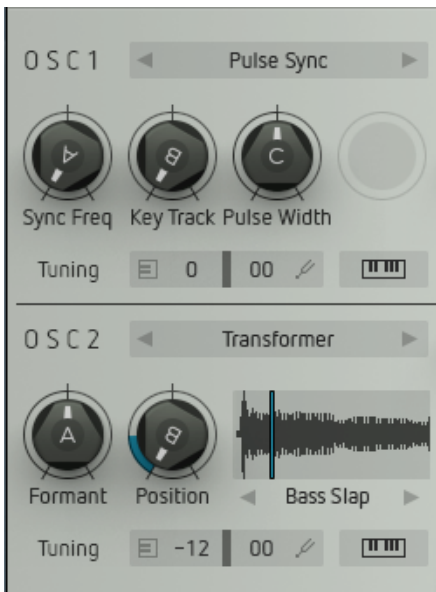 OSC1 Pulse Sync
A B C
Sync Freq Key Track Pulse Width
Tuning 0 00
OSC2 Transformer
A B
Formant Position Bass Slap
Tuning -12 00